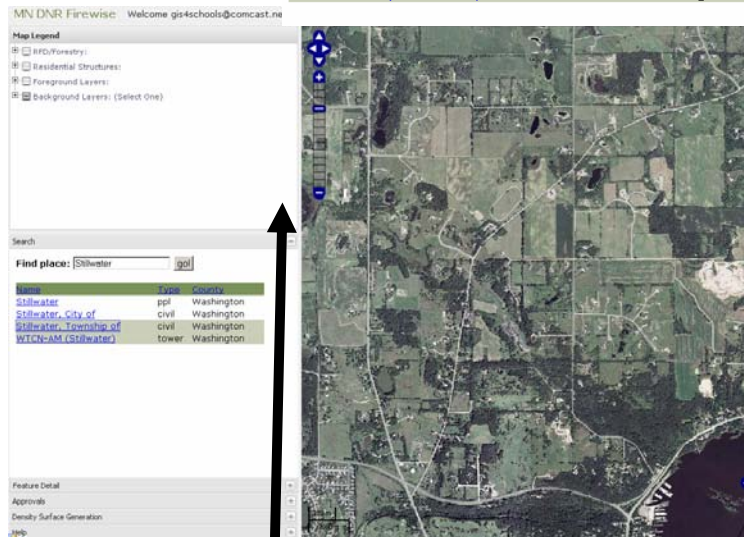 MN DNR Firewise Welcome gis4schools@comcast.ne
Map Legend
RFD/Forestry:
Residential Structures:
Foreground Layers:
Background Layers: (Select One)
Search
Find place: Stillwater go!
Name Type County
Stillwater ppl Washington
Stillwater, City of civil Washington
Stillwater, Township of civil Washington
WTCN-AM (Stillwater) tower Washington
Feature Detail
Approvals
Density Surface Generation
Help